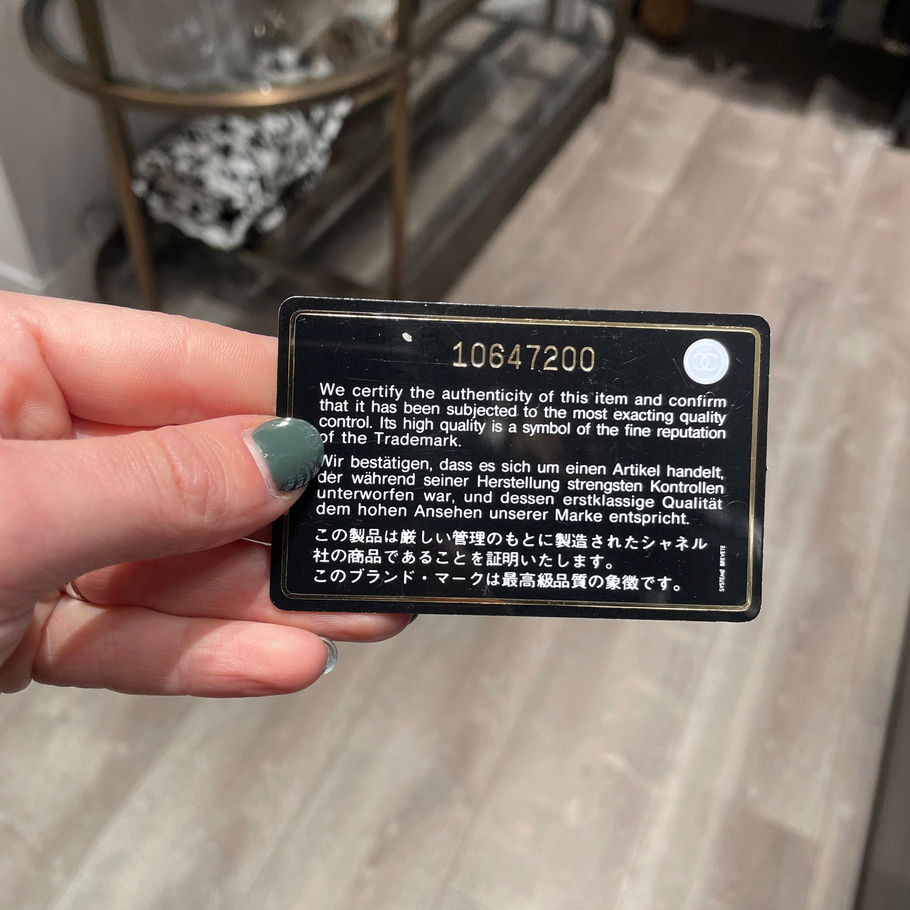 10647200
We certify the authenticity of this item and confirm
that it has been subjected to the most exacting quality
control. Its high quality is a symbol of the fine reputation
of the Trademark.
Wir bestätigen, dass es sich um einen Artikel handelt,
der während seiner Herstellung strengsten Kontrollen
unterworfen war, und dessen erstklassige Qualität
dem hohen Ansehen unserer Marke entspricht.
この製品は厳しい管理のもとに製造されたシャネル
社の商品であることを証明いたします。
このブランド・マークは最高級品質の象徴です。
SYSTEME BREVETE